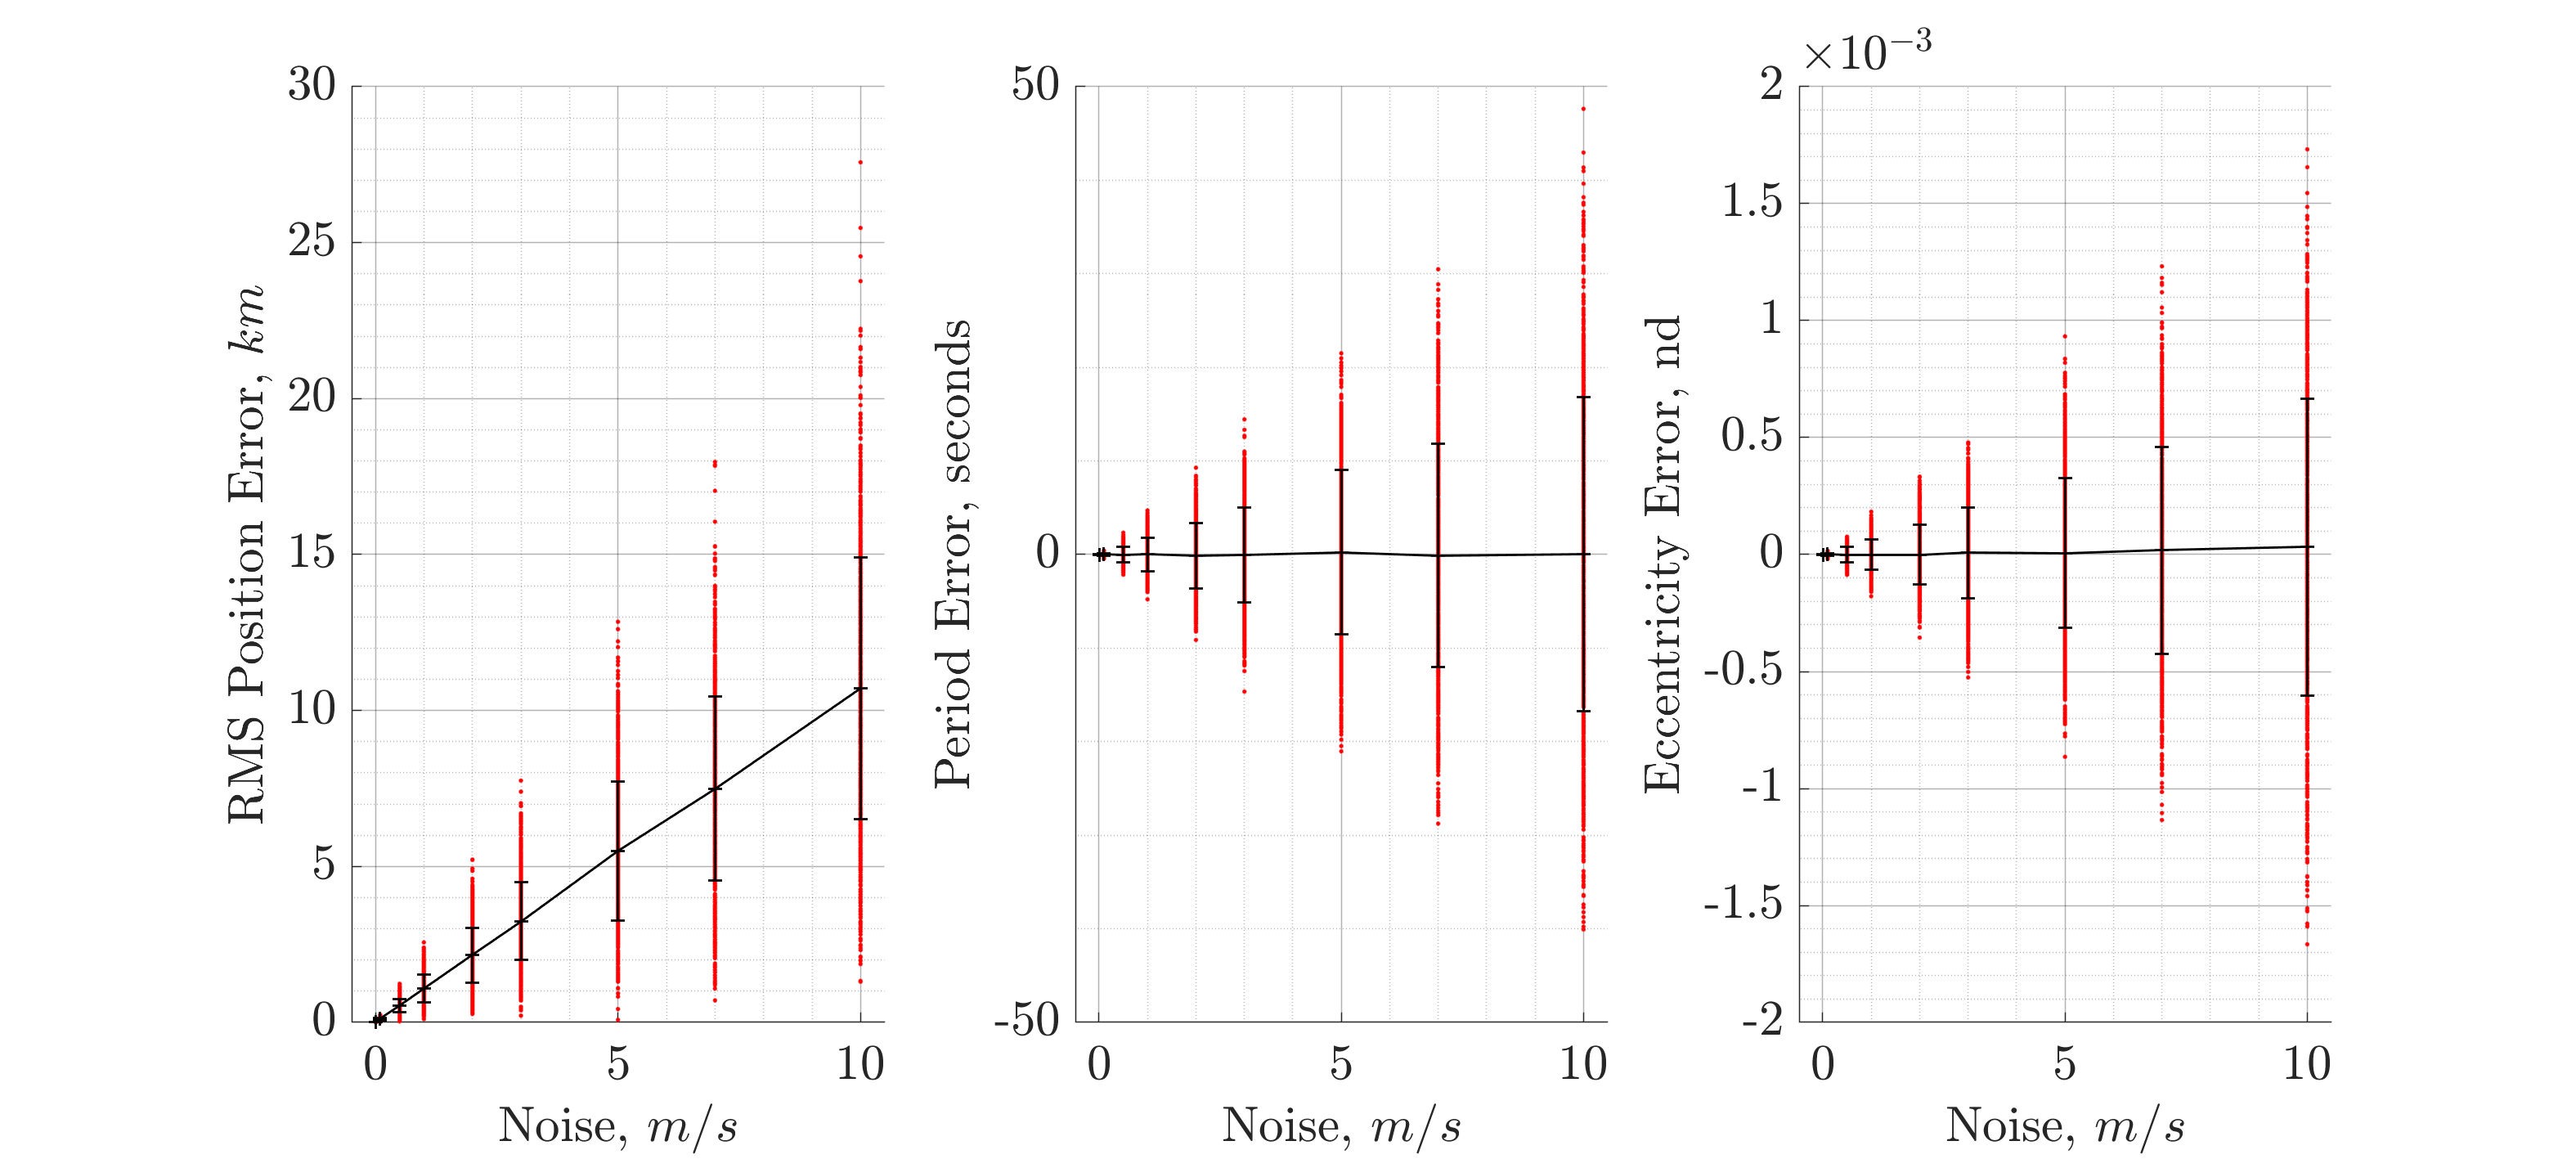 RMS Position Error, km
30
25
20
15
10
5
0
0 5 10
Noise, m/s
Period Error, seconds
50
0
-50
0 5 10
Noise, m/s
Eccentricity Error, nd
×10⁻³
2
1.5
1
0.5
0
-0.5
-1
-1.5
-2
0 5 10
Noise, m/s